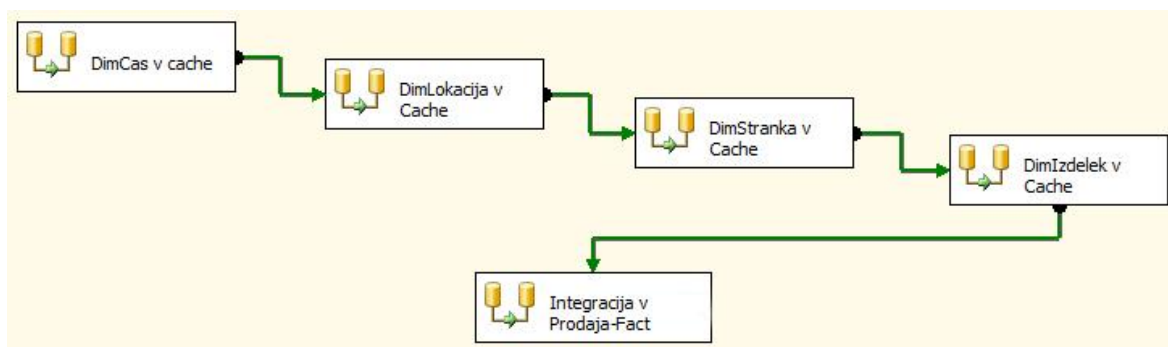 DimCas v cache
DimLokacija v
Cache
DimStranka v
Cache
DimIzdelek v
Cache
Integracija v
Prodaja-Fact